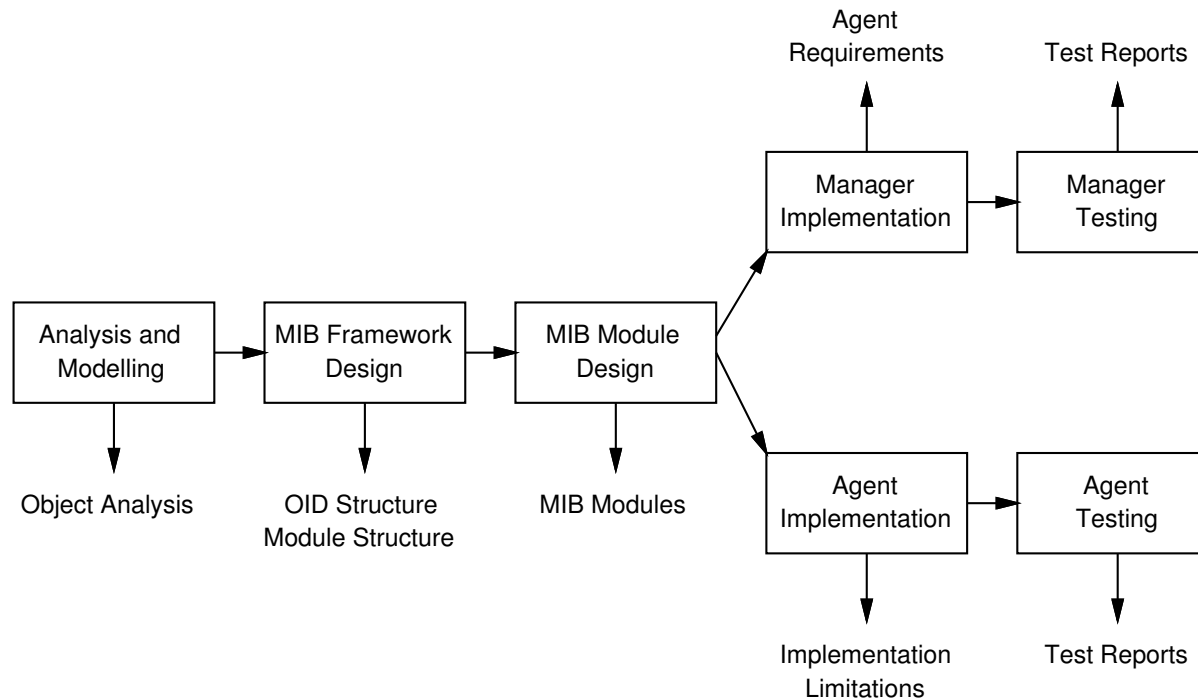 Agent
Requirements
Test Reports
Manager
Implementation
Manager
Testing
Analysis and
Modelling
MIB Framework
Design
MIB Module
Design
Object Analysis
OID Structure
Module Structure
MIB Modules
Agent
Implementation
Agent
Testing
Implementation
Limitations
Test Reports